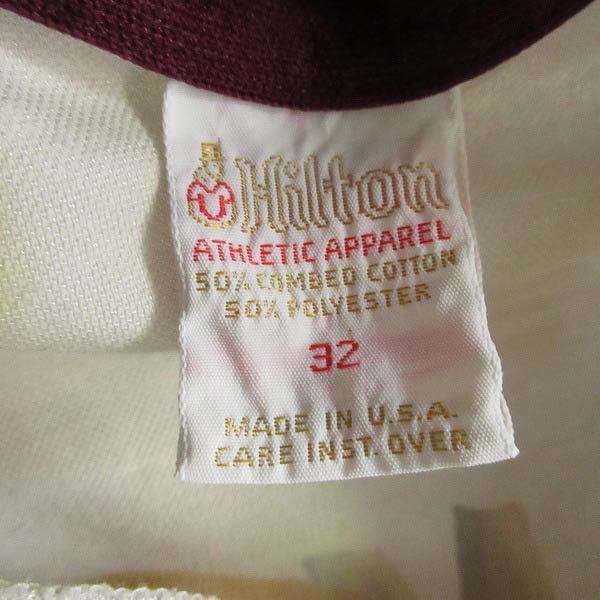 Hilton
ATHLETIC APPAREL
50% COMBED COTTON
50% POLYESTER
32
MADE IN U.S.A.
CARE INST. OVER